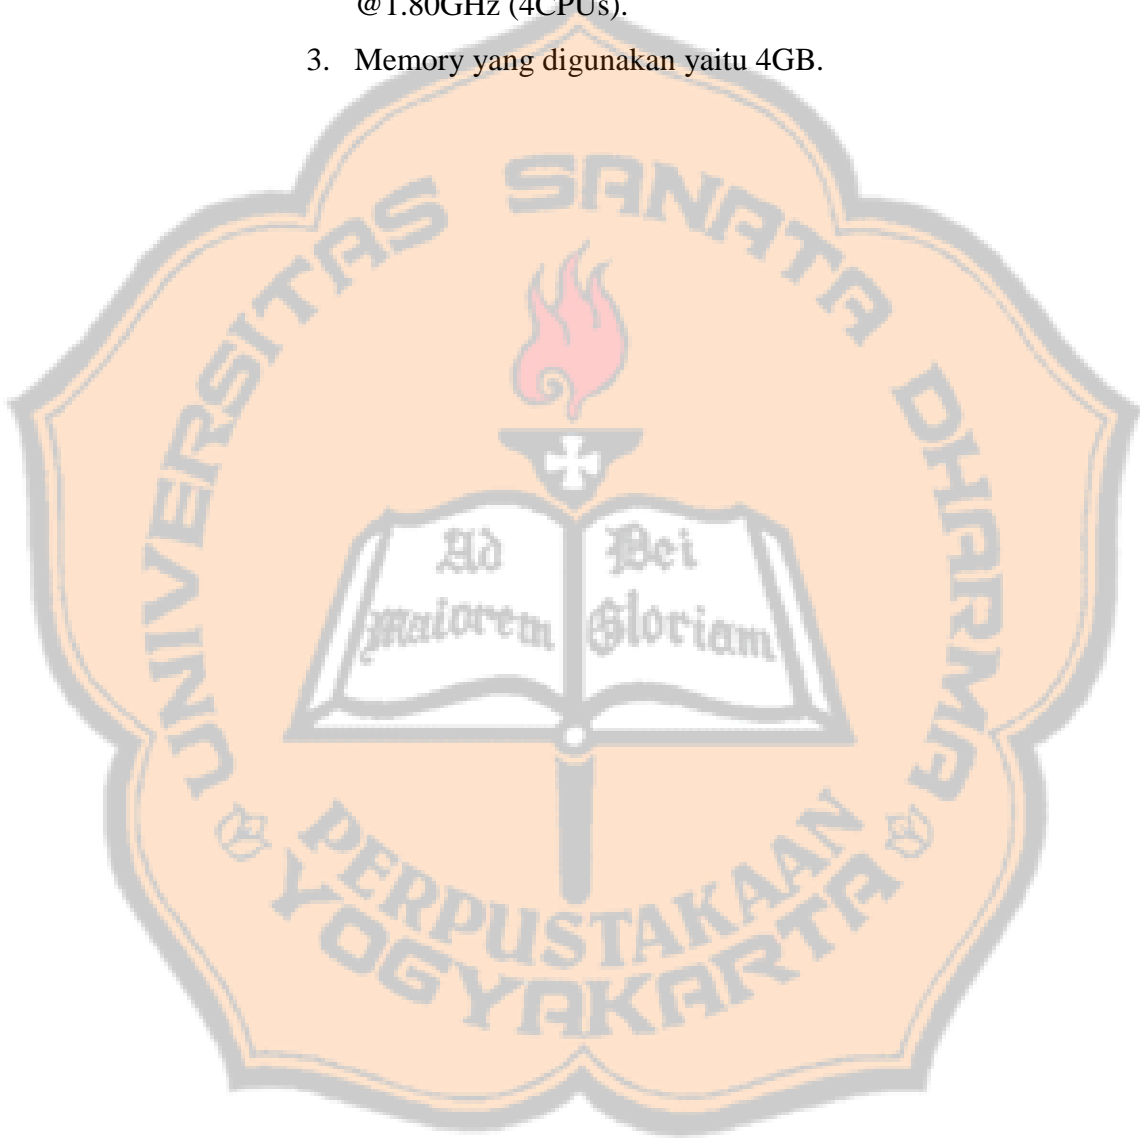 @1.80GHz (4CPUs).
3. Memory yang digunakan yaitu 4GB.
UNIVERSITAS SANATA DHARMA
Ad
maiorem
Dei
Gloriam
PERPUSTAKAAN
YOGYAKARTA